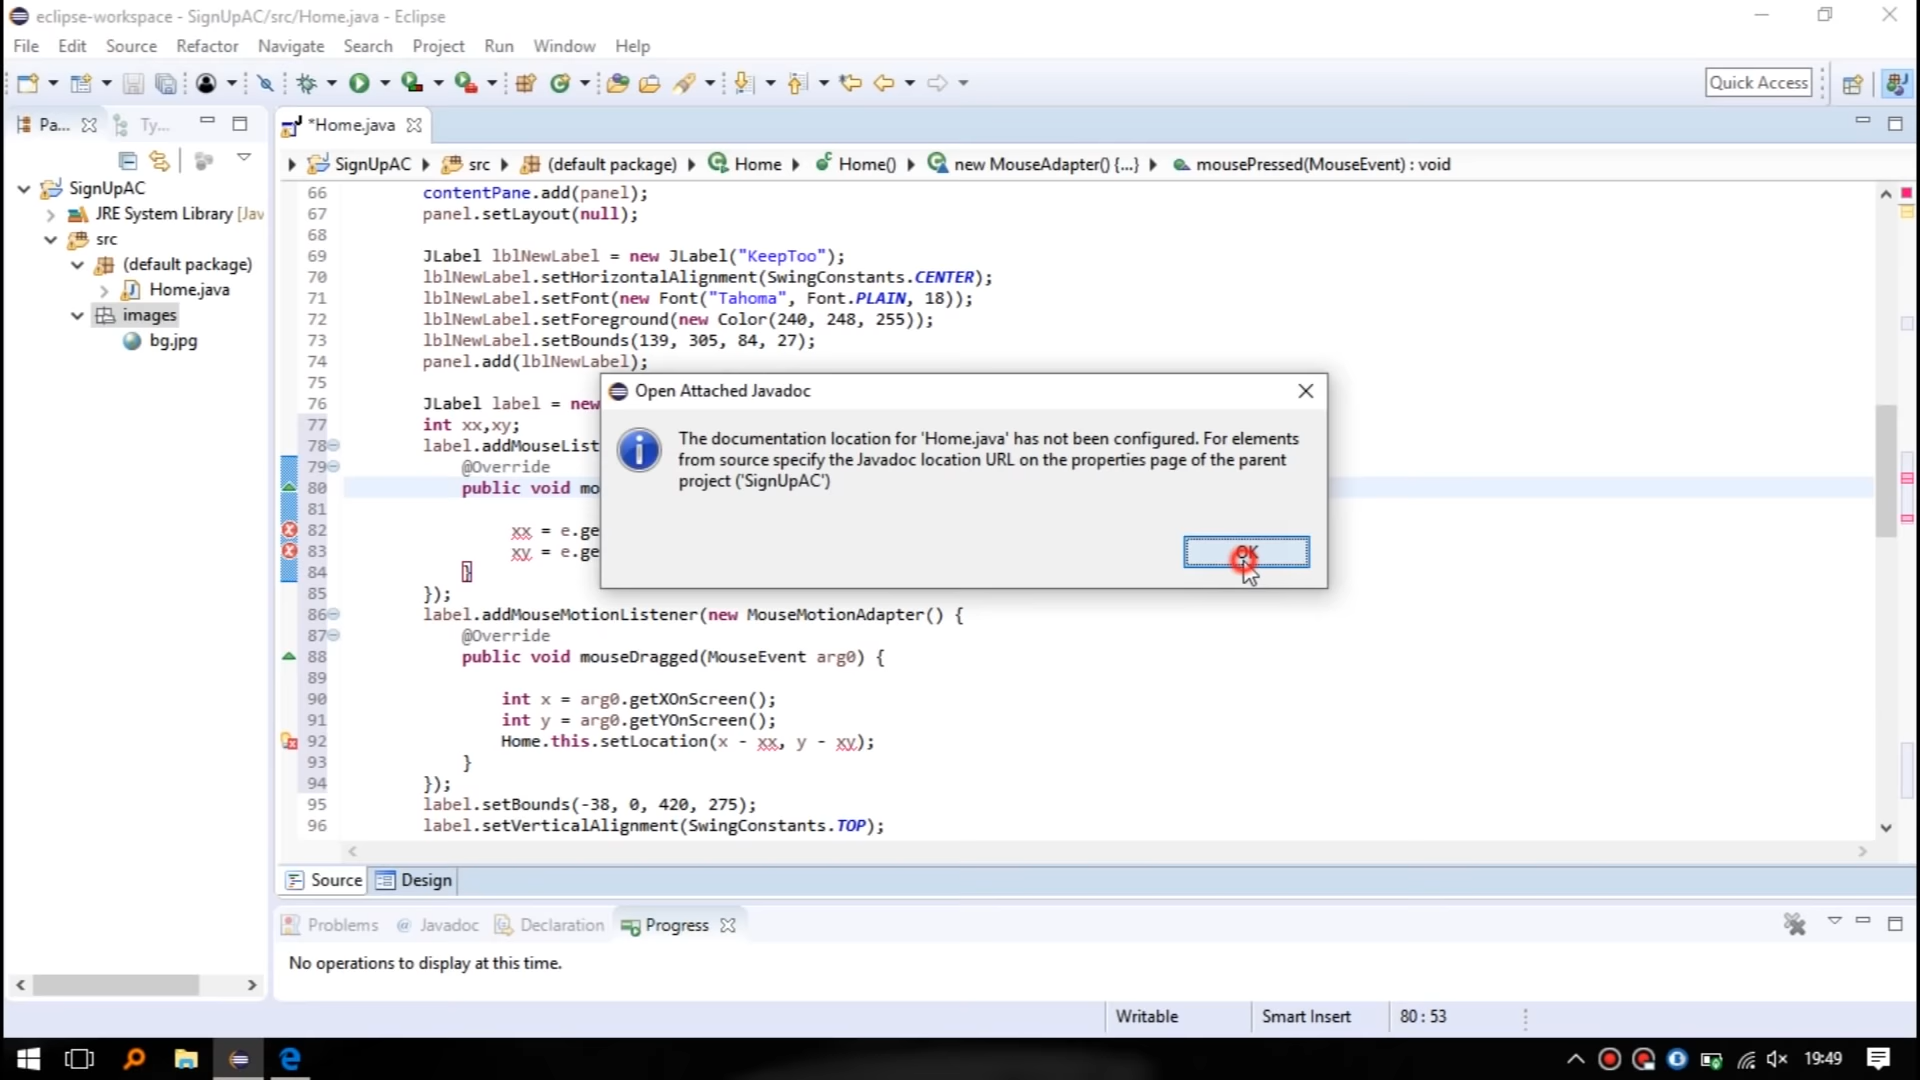 eclipse-workspace - SignUpAC/src/Home.java - Eclipse
File Edit Source Refactor Navigate Search Project Run Window Help
Quick Access
Pa...
Ty...
*Home.java
SignUpAC
JRE System Library [Jav
src
(default package)
Home.java
images
bg.jpg
SignUpAC src (default package) Home Home() new MouseAdapter() {...} mousePressed(MouseEvent) : void
66 contentPane.add(panel);
67 panel.setLayout(null);
68
69 JLabel lblNewLabel = new JLabel("KeepToo");
70 lblNewLabel.setHorizontalAlignment(SwingConstants.CENTER);
71 lblNewLabel.setFont(new Font("Tahoma", Font.PLAIN, 18));
72 lblNewLabel.setForeground(new Color(240, 248, 255));
73 lblNewLabel.setBounds(139, 305, 84, 27);
74 panel.add(lblNewLabel);
75
76 JLabel label = new
77 int xx,xy;
78 label.addMouseList
79 @Override
80 public void mo
81
82 xx = e.ge
83 xy = e.ge
84 }
85 });
86 label.addMouseMotionListener(new MouseMotionAdapter() {
87 @Override
88 public void mouseDragged(MouseEvent arg0) {
89
90 int x = arg0.getXOnScreen();
91 int y = arg0.getYOnScreen();
92 Home.this.setLocation(x - xx, y - xy);
93 }
94 });
95 label.setBounds(-38, 0, 420, 275);
96 label.setVerticalAlignment(SwingConstants.TOP);
Open Attached Javadoc
The documentation location for 'Home.java' has not been configured. For elements
from source specify the Javadoc location URL on the properties page of the parent
project ('SignUpAC')
OK
Source Design
Problems @ Javadoc Declaration Progress
No operations to display at this time.
Writable Smart Insert 80 : 53
19:49